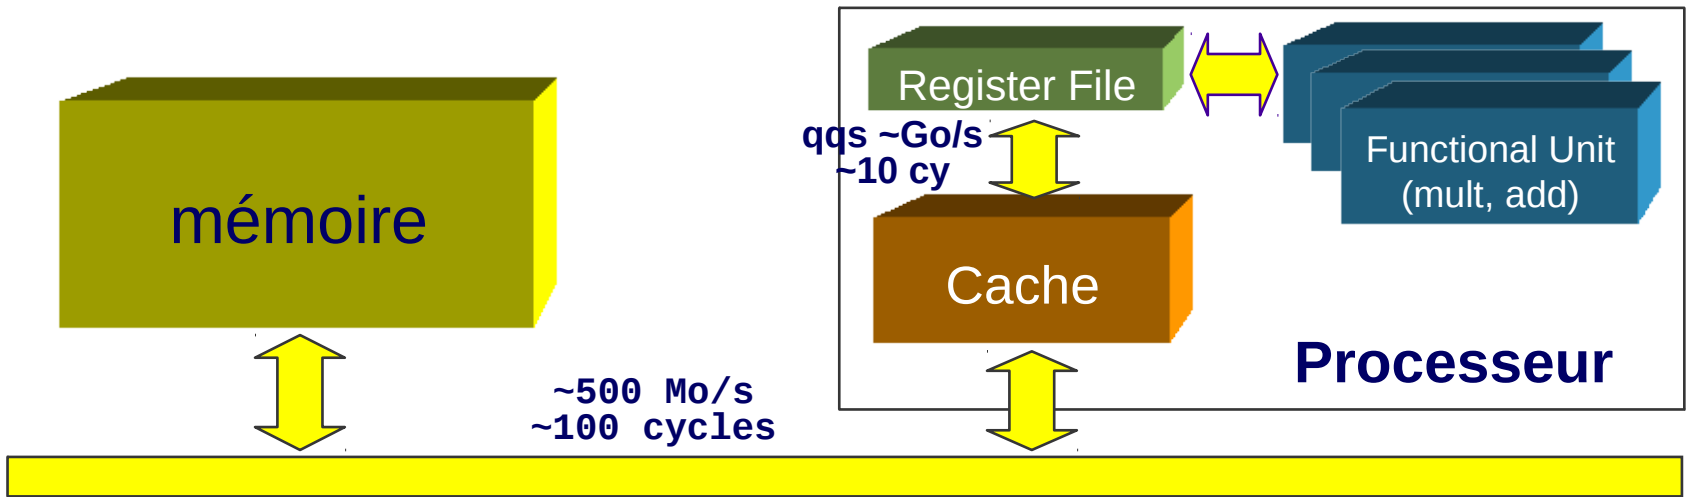 mémoire
~500 Mo/s
~100 cycles
Register File
qqs ~Go/s
~10 cy
Cache
Functional Unit
(mult, add)
Processeur